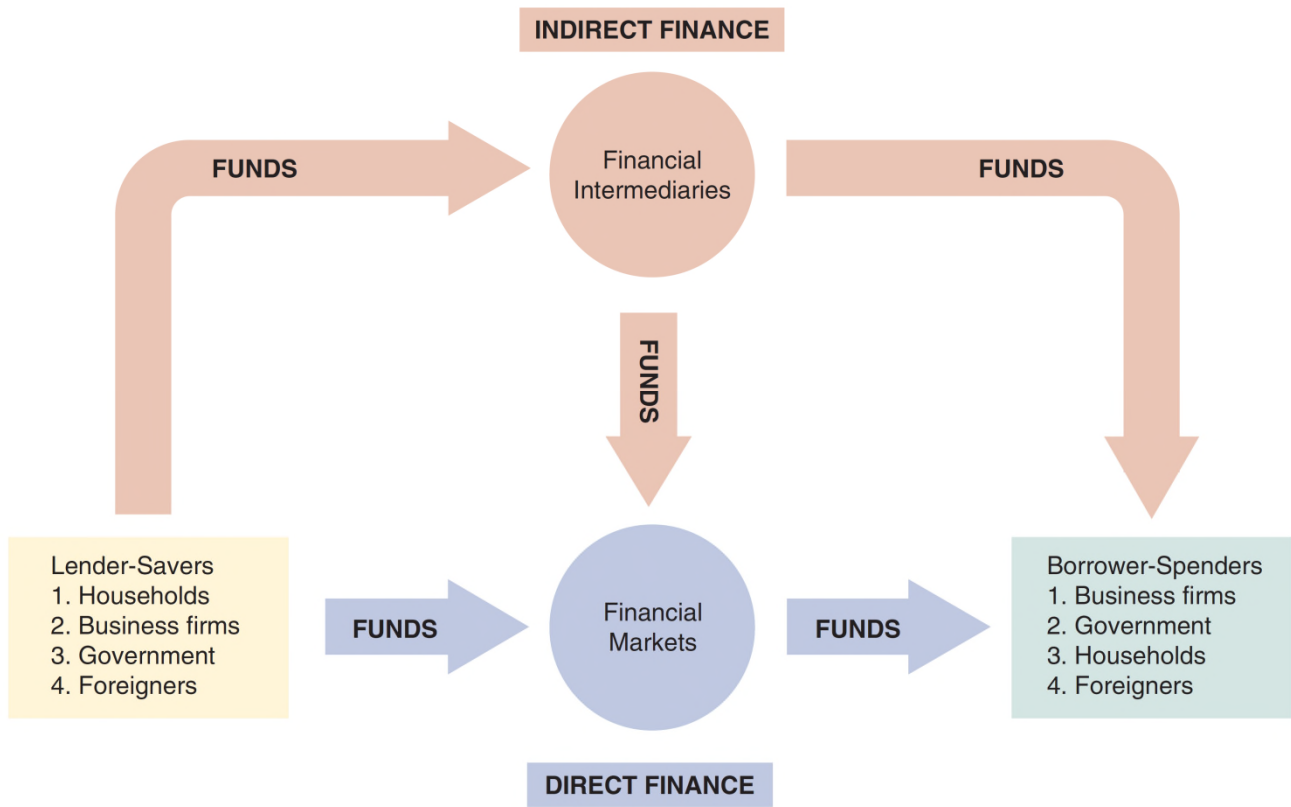 INDIRECT FINANCE
FUNDS
Financial
Intermediaries
FUNDS
FUNDS
Lender-Savers
1. Households
2. Business firms
3. Government
4. Foreigners
FUNDS
Financial
Markets
FUNDS
Borrower-Spenders
1. Business firms
2. Government
3. Households
4. Foreigners
DIRECT FINANCE